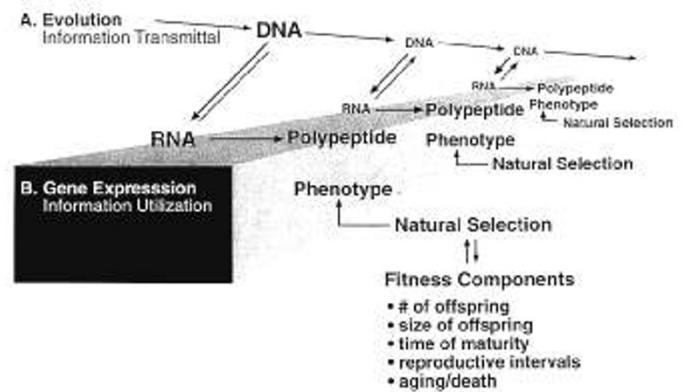 A. Evolution
Information Transmittal
DNA
DNA
DNA
RNA
Polypeptide
RNA
Polypeptide
Phenotype
Natural Selection
RNA
Polypeptide
Phenotype
Natural Selection
B. Gene Expresssion
Information Utilization
Phenotype
Natural Selection
Fitness Components
• # of offspring
• size of offspring
• time of maturity
• reproductive intervals
• aging/death